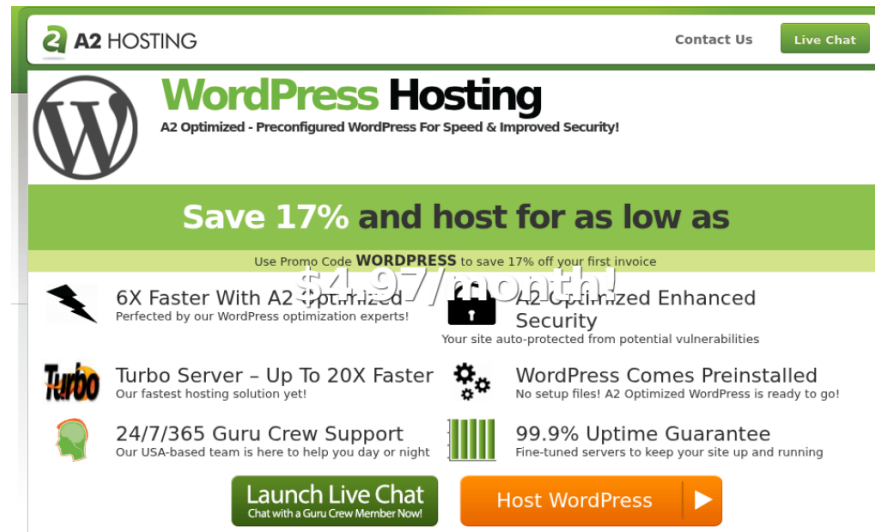 A2 HOSTING
Contact Us
Live Chat
WordPress Hosting
A2 Optimized - Preconfigured WordPress For Speed & Improved Security!
Save 17% and host for as low as
Use Promo Code WORDPRESS to save 17% off your first invoice
$4.97/month!
6X Faster With A2 Optimized
Perfected by our WordPress optimization experts!
A2 Optimized Enhanced
Security
Your site auto-protected from potential vulnerabilities
Turbo
Turbo Server – Up To 20X Faster
Our fastest hosting solution yet!
WordPress Comes Preinstalled
No setup files! A2 Optimized WordPress is ready to go!
24/7/365 Guru Crew Support
Our USA-based team is here to help you day or night
99.9% Uptime Guarantee
Fine-tuned servers to keep your site up and running
Launch Live Chat
Chat with a Guru Crew Member Now!
Host WordPress